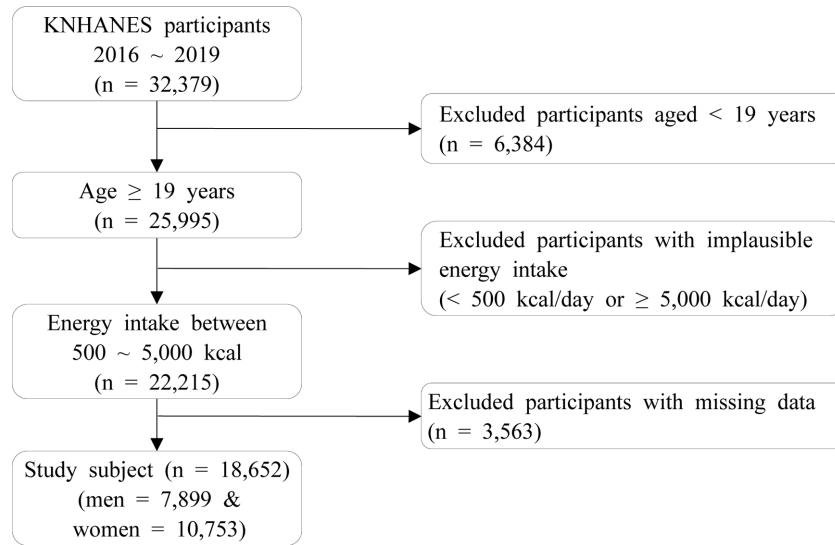 KNHANES participants
2016 ~ 2019
(n = 32,379)
Excluded participants aged < 19 years
(n = 6,384)
Age ≥ 19 years
(n = 25,995)
Excluded participants with implausible
energy intake
(< 500 kcal/day or ≥ 5,000 kcal/day)
Energy intake between
500 ~ 5,000 kcal
(n = 22,215)
Excluded participants with missing data
(n = 3,563)
Study subject (n = 18,652)
(men = 7,899 &
women = 10,753)